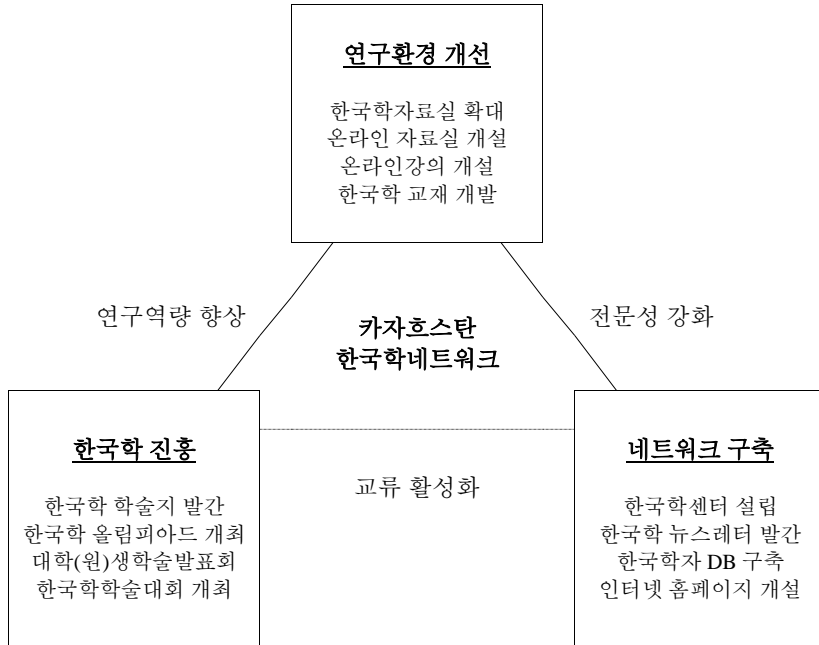 연구환경 개선
한국학자료실 확대
온라인 자료실 개설
온라인강의 개설
한국학 교재 개발
연구역량 향상
전문성 강화
카자흐스탄
한국학네트워크
한국학 진흥
한국학 학술지 발간
한국학 올림피아드 개최
대학(원)생학술발표회
한국학학술대회 개최
교류 활성화
네트워크 구축
한국학센터 설립
한국학 뉴스레터 발간
한국학자 DB 구축
인터넷 홈페이지 개설